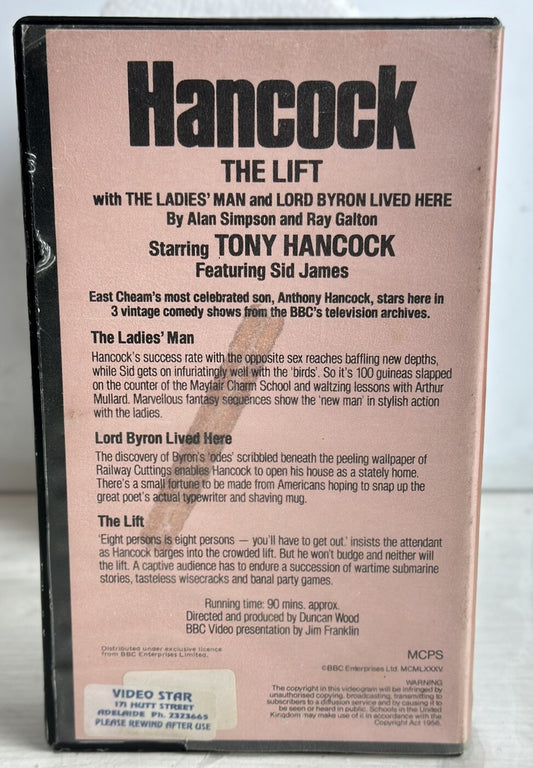 Hancock
THE LIFT
with THE LADIES' MAN and LORD BYRON LIVED HERE
By Alan Simpson and Ray Galton
Starring TONY HANCOCK
Featuring Sid James
East Cheam's most celebrated son, Anthony Hancock, stars here in
3 vintage comedy shows from the BBC's television archives.
The Ladies' Man
Hancock's success rate with the opposite sex reaches baffling new depths,
while Sid gets on infuriatingly well with the 'birds'. So it's 100 guineas slapped
on the counter of the Mayfair Charm School and waltzing lessons with Arthur
Mullard. Marvellous fantasy sequences show the 'new man' in stylish action
with the ladies.
Lord Byron Lived Here
The discovery of Byron's 'odes' scribbled beneath the peeling wallpaper of
Railway Cuttings enables Hancock to open his house as a stately home.
There's a small fortune to be made from Americans hoping to snap up the
great poet's actual typewriter and shaving mug.
The Lift
'Eight persons is eight persons — you'll have to get out.' insists the attendant
as Hancock barges into the crowded lift. But he won't budge and neither will
the lift. A captive audience has to endure a succession of wartime submarine
stories, tasteless wisecracks and banal party games.
Running time: 90 mins. approx.
Directed and produced by Duncan Wood
BBC Video presentation by Jim Franklin
Distributed under exclusive licence
from BBC Enterprises Limited.
MCPS
©BBC Enterprises Ltd. MCMLXXXV
WARNING
The copyright in this videogram will be infringed by
unauthorised copying, broadcasting, transmitting to
subscribers to a diffusion service and by causing it to
be seen or heard in public. Schools in the United
Kingdom may make use of it in accordance with the
Copyright Act 1956.
VIDEO STAR
171 HUTT STREET
ADELAIDE Ph. 2323665
PLEASE REWIND AFTER USE